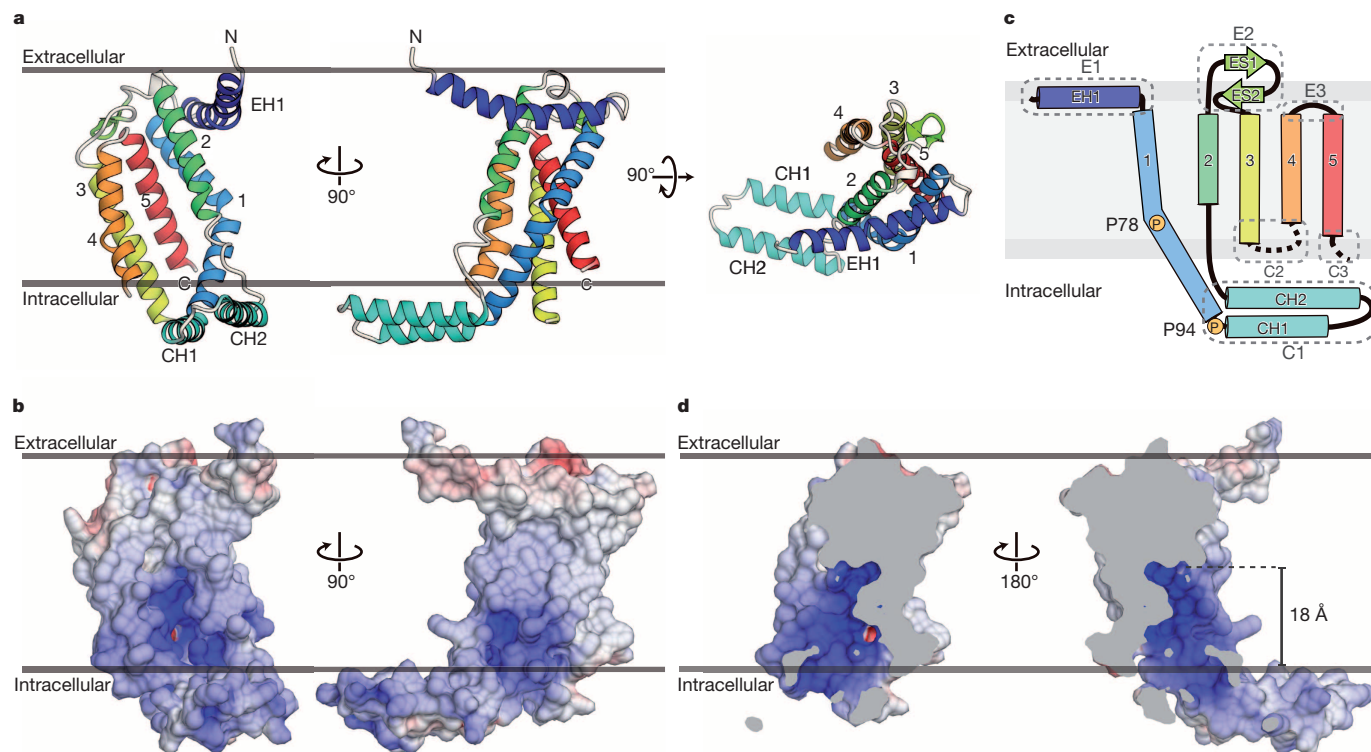 a
Extracellular
N
EH1
2
3
5
1
4
C
Intracellular
CH1
CH2
90°
N
C
90°
3
4
5
CH1
2
CH2
EH1
1
c
Extracellular
E1
E2
ES1
ES2
E3
EH1
1
2
3
4
5
P78
P
C2
C3
Intracellular
CH2
P94
P
CH1
C1
b
Extracellular
90°
Intracellular
d
Extracellular
180°
18 Å
Intracellular